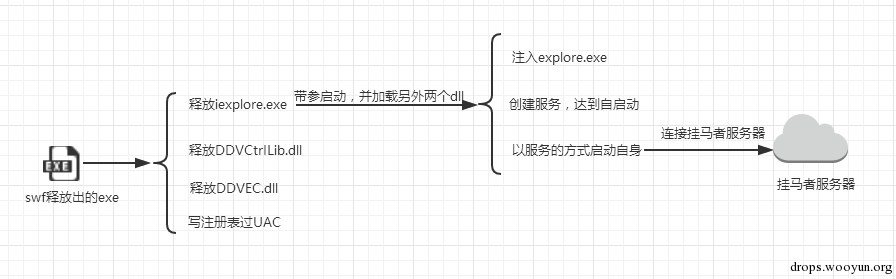 EXE
swf释放出的exe
释放iexplore.exe
释放DDVCtrlLib.dll
释放DDVEC.dll
写注册表过UAC
带参启动，并加载另外两个dll
注入explore.exe
创建服务，达到自启动
以服务的方式启动自身
连接挂马者服务器
挂马者服务器
drops.wooyun.org